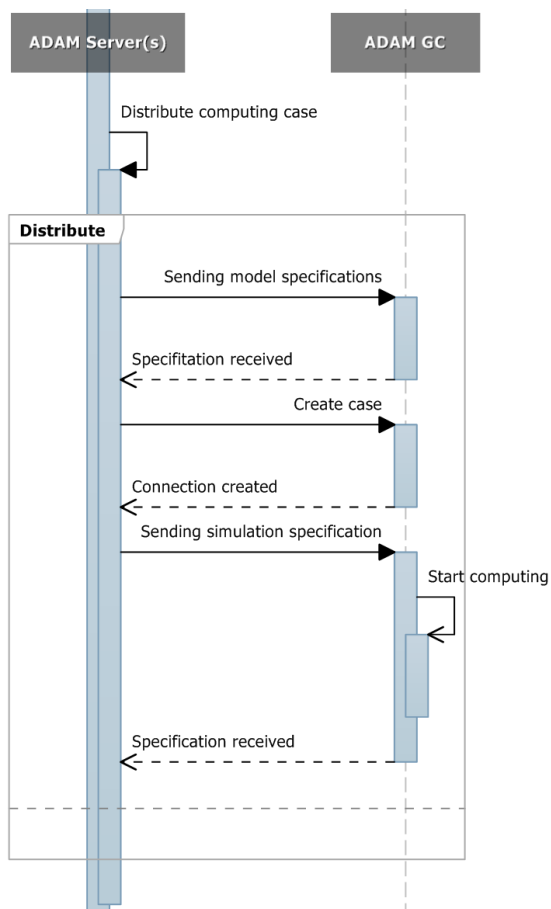 ADAM Server(s)
ADAM GC
Distribute computing case
Distribute
Sending model specifications
Specifitation received
Create case
Connection created
Sending simulation specification
Start computing
Specification received